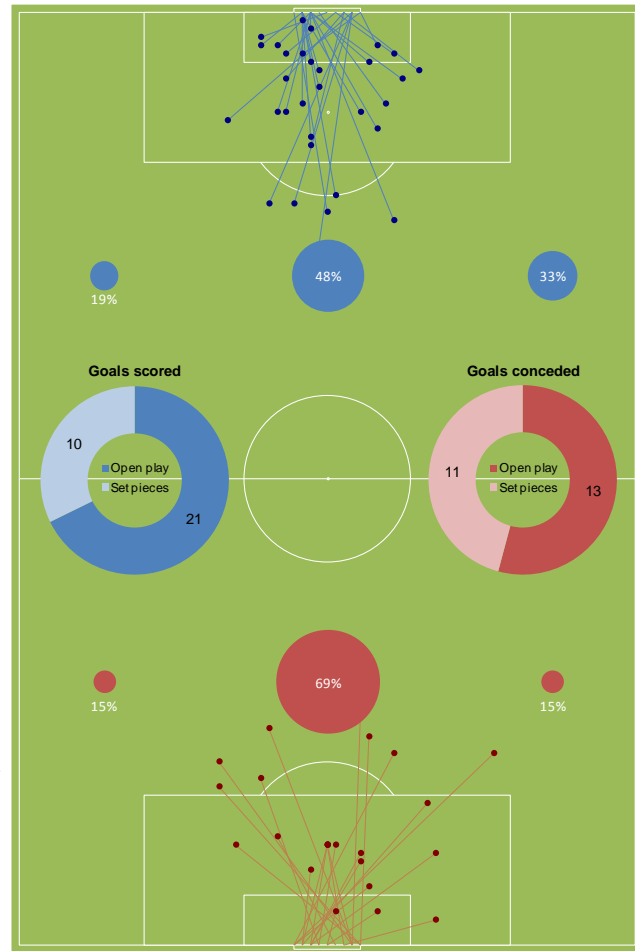 48%
33%
19%
Goals scored
Goals conceded
10
Open play
Set pieces
21
11
Open play
Set pieces
13
69%
15%
15%